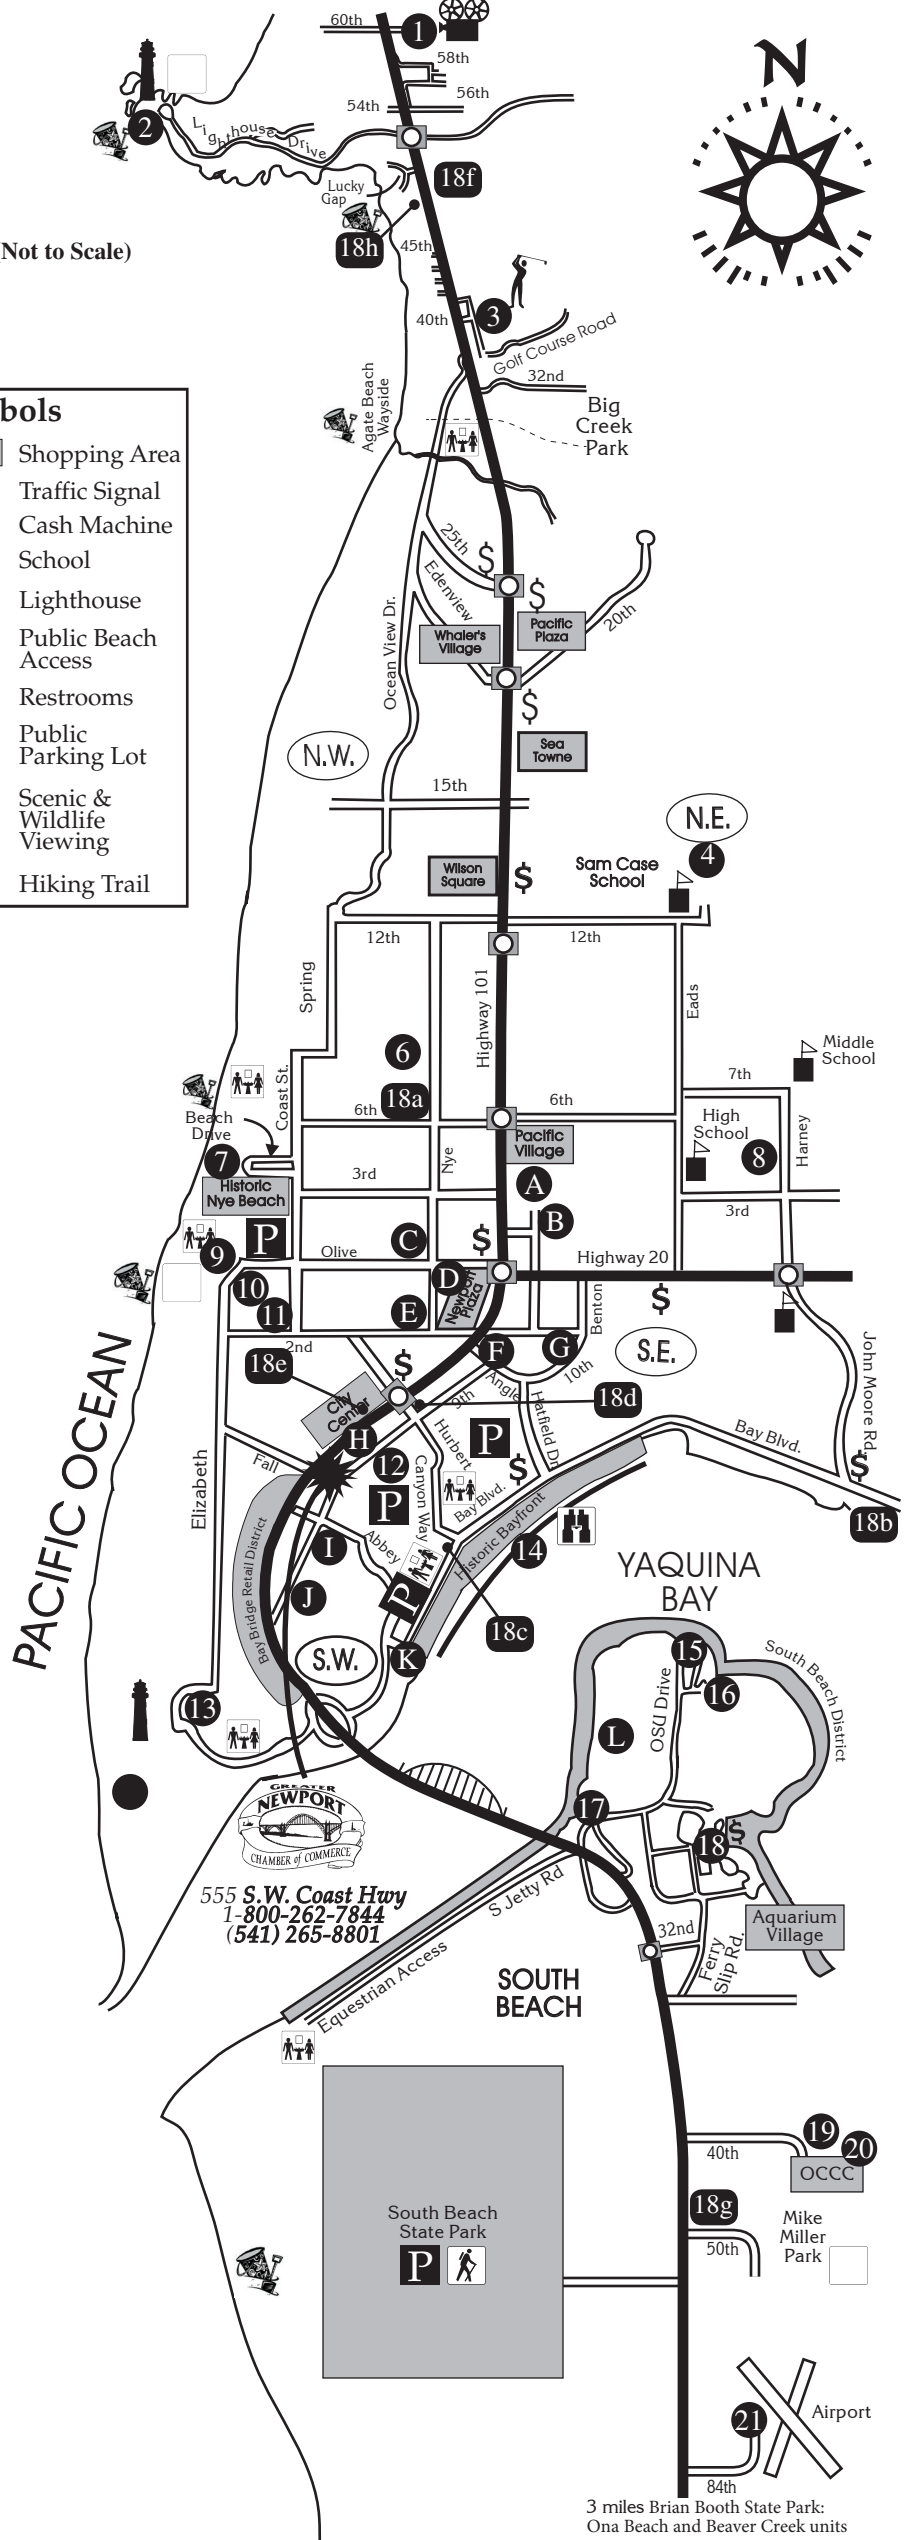 60th
1
58th
56th
54th
2
Lighthouse Drive
N
Lucky
Gap
18f
18h
45th
Not to Scale)
40th
3
Golf Course Road
32nd
Agate Beach
Wayside
Big
Creek
Park
bols
Shopping Area
Traffic Signal
Cash Machine
School
Lighthouse
Public Beach
Access
Restrooms
Public
Parking Lot
Scenic &
Wildlife
Viewing
Hiking Trail
25th
$
$
Edenview
20th
Ocean View Dr.
Whaler's
Village
Pacific
Plaza
$
Sea
Towne
N.W.
15th
N.E.
4
Wilson
Square
$
Sam Case
School
12th
12th
Spring
Highway 101
Eads
6
Middle
School
7th
Coast St.
18a
6th
6th
Beach
Drive
High
School
8
Harney
Pacific
Village
7
3rd
Nye
A
Historic
Nye Beach
3rd
B
P
9
C
$
Olive
Highway 20
10
D
Newport
Plaza
11
E
Benton
$
2nd
F
G
S.E.
18e
$
10th
Angle
John Moore Rd.
City
Center
9th
18d
Hatfield Dr.
H
Hurbert
P
Bay Blvd.
PACIFIC OCEAN
Elizabeth
Fall
12
Canyon Way
$
$
P
Bay Blvd.
18b
Historic Bayfront
Bay Bridge Retail District
I
Abbey
14
YAQUINA
BAY
J
P
18c
S.W.
K
15
South Beach District
OSU Drive
16
13
L
GREATER
NEWPORT
CHAMBER of COMMERCE
17
$
18
555 S.W. Coast Hwy
1-800-262-7844
(541) 265-8801
S Jetty Rd
Aquarium
Village
32nd
Ferry
Slip Rd.
Equestrian Access
SOUTH
BEACH
19
40th
20
OCCC
18g
South Beach
State Park
P
Mike
Miller
Park
50th
21
Airport
84th
3 miles Brian Booth State Park:
Ona Beach and Beaver Creek units